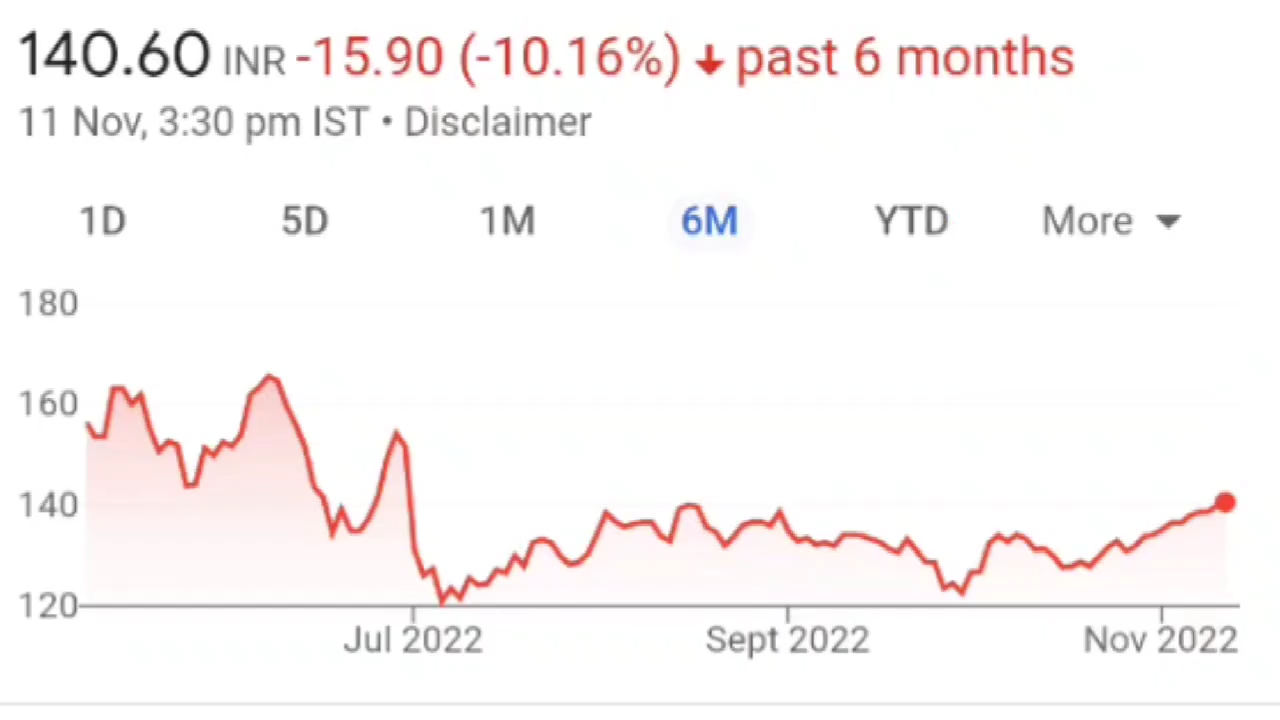 140.60 INR -15.90 (-10.16%) ↓ past 6 months
11 Nov, 3:30 pm IST • Disclaimer
1D 5D 1M 6M YTD More
180
160
140
120
Jul 2022 Sept 2022 Nov 2022